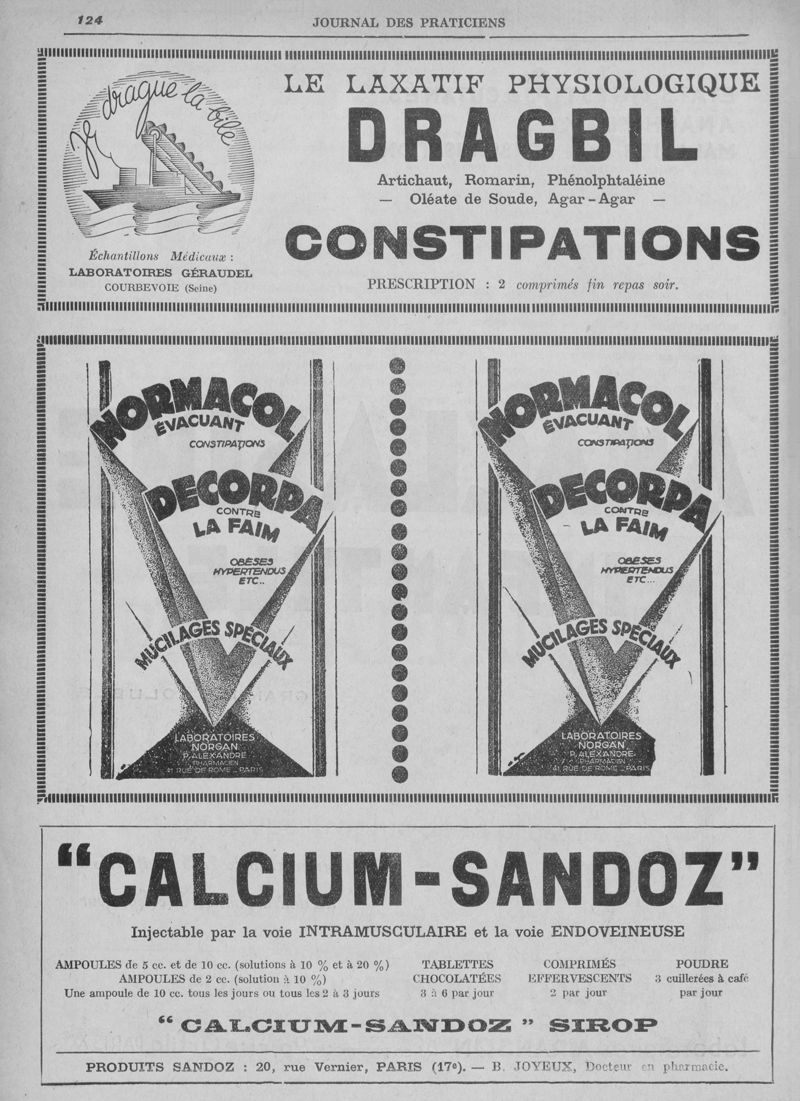 124
JOURNAL DES PRATICIENS
Je drague la bile
LE LAXATIF PHYSIOLOGIQUE
DRAGBIL
Artichaut, Romarin, Phénolphtaléine
— Oléate de Soude, Agar-Agar —
CONSTIPATIONS
PRESCRIPTION : 2 comprimés fin repas soir.
Échantillons Médicaux :
LABORATOIRES GÉRAUDEL
COURBEVOIE (Seine)
NORMACOL
ÉVACUANT
CONSTIPATIONS
DECORPA
CONTRE
LA FAIM
OBÈSES
HYPERTENDUS
ETC..
MUCILAGES SPÉCIAUX
LABORATOIRES
NORGAN
P. ALEXANDRE
PHARMACIEN
41 RUE DE ROME - PARIS
NORMACOL
ÉVACUANT
CONSTIPATIONS
DECORPA
CONTRE
LA FAIM
OBÈSES
HYPERTENDUS
ETC...
MUCILAGES SPÉCIAUX
LABORATOIRES
NORGAN
P. ALEXANDRE
PHARMACIEN
41 RUE DE ROME - PARIS
“CALCIUM-SANDOZ”
Injectable par la voie INTRAMUSCULAIRE et la voie ENDOVEINEUSE
AMPOULES de 5 cc. et de 10 cc. (solutions à 10 % et à 20 %)
AMPOULES de 2 cc. (solution à 10 %)
Une ampoule de 10 cc. tous les jours ou tous les 2 à 3 jours
TABLETTES
CHOCOLATÉES
3 à 6 par jour
COMPRIMÉS
EFFERVESCENTS
2 par jour
POUDRE
3 cuillerées à café
par jour
“ CALCIUM-SANDOZ ” SIROP
PRODUITS SANDOZ : 20, rue Vernier, PARIS (17e). — B. JOYEUX, Docteur en pharmacie.